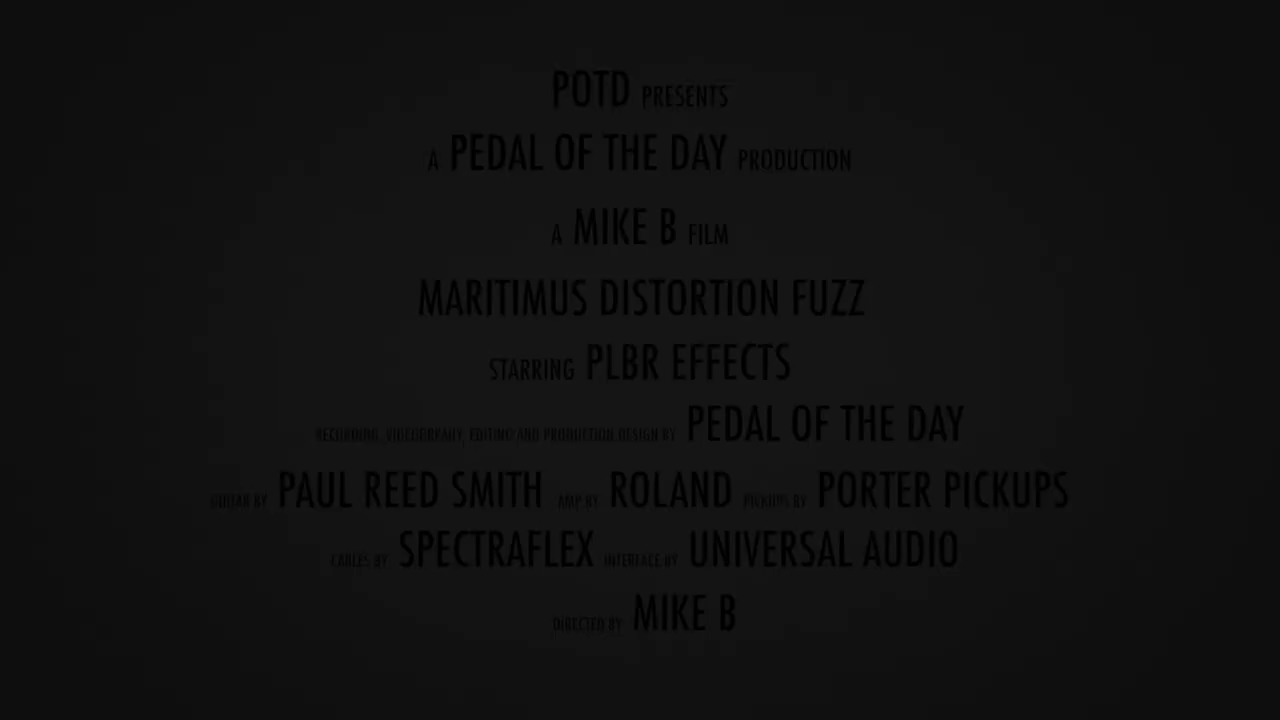 POTD PRESENTS
A PEDAL OF THE DAY PRODUCTION
A MIKE B FILM
MARITIMUS DISTORTION FUZZ
STARRING PLBR EFFECTS
RECORDING, VIDEOGRAHY, EDITING AND PRODUCTION DESIGN BY PEDAL OF THE DAY
GUITAR BY PAUL REED SMITH AMP BY ROLAND PICKUPS BY PORTER PICKUPS
CABLES BY SPECTRAFLEX INTERFACE BY UNIVERSAL AUDIO
DIRECTED BY MIKE B